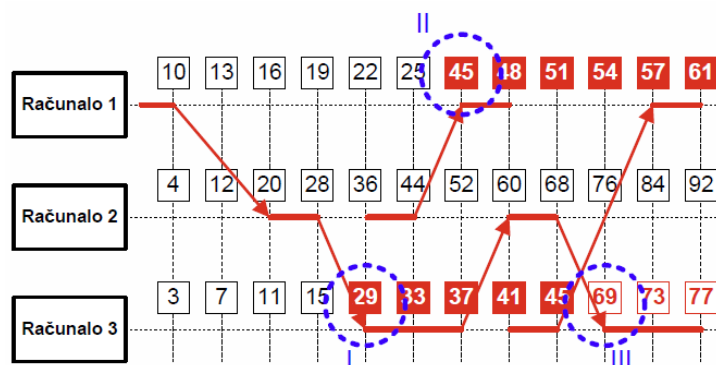 II
Računalo 1
10 13 16 19 22 25 45 48 51 54 57 61
Računalo 2
4 12 20 28 36 44 52 60 68 76 84 92
Računalo 3
3 7 11 15 29 33 37 41 45 69 73 77
I
III